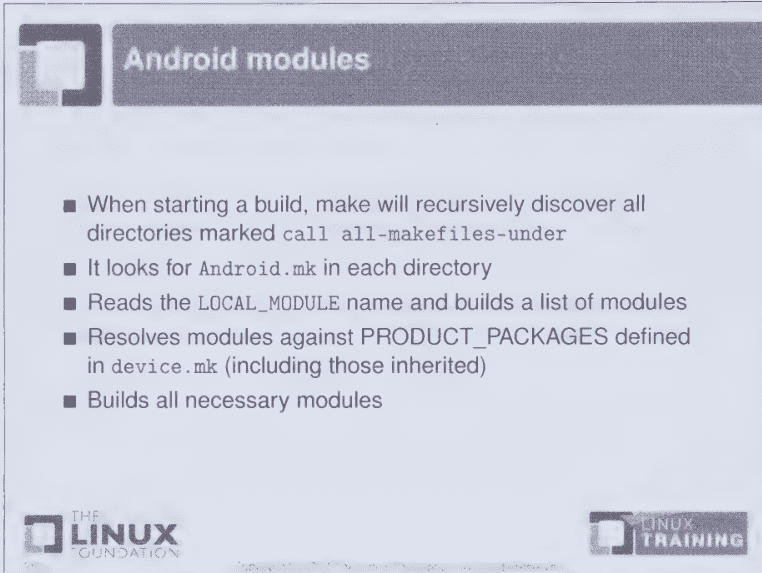 Android modules
■ When starting a build, make will recursively discover all
directories marked call all-makefiles-under
■ It looks for Android.mk in each directory
■ Reads the LOCAL_MODULE name and builds a list of modules
■ Resolves modules against PRODUCT_PACKAGES defined
in device.mk (including those inherited)
■ Builds all necessary modules
THE
LINUX
FOUNDATION
LINUX
TRAINING